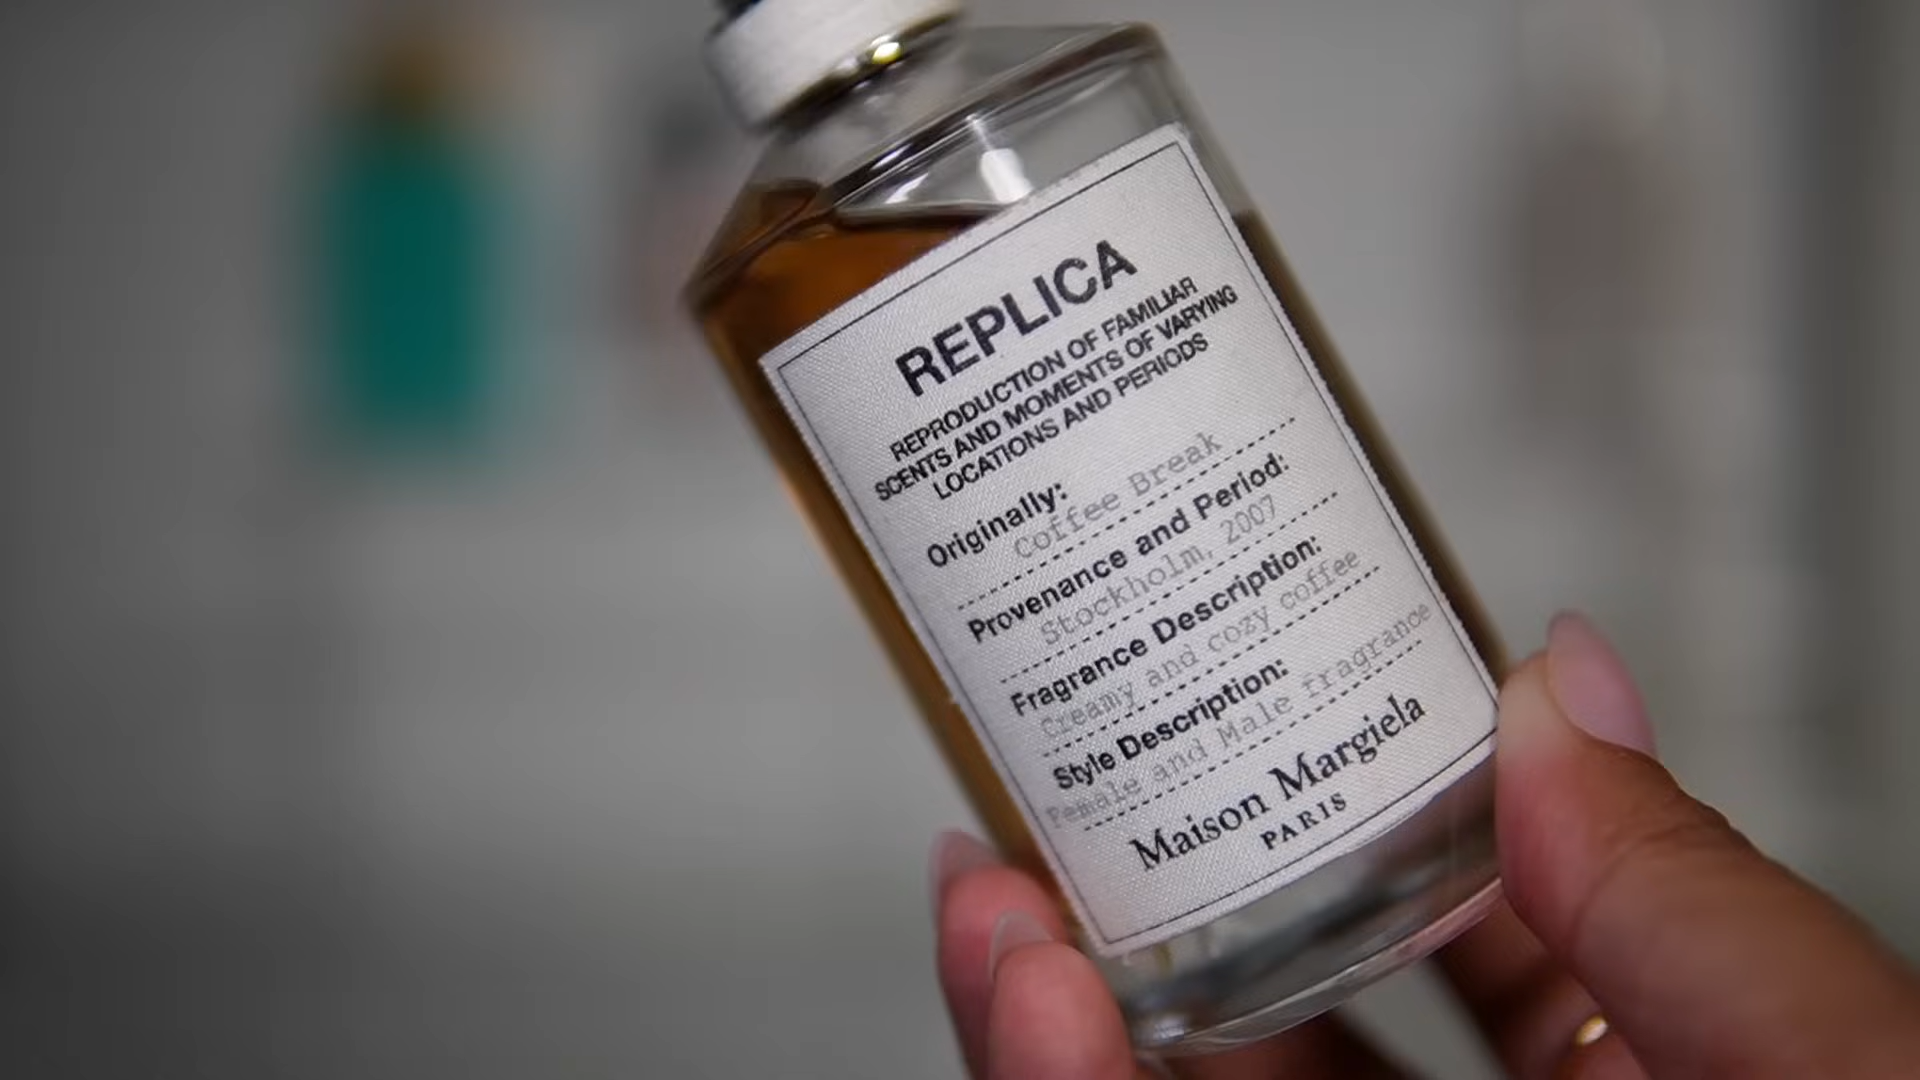 REPLICA
REPRODUCTION OF FAMILIAR
SCENTS AND MOMENTS OF VARYING
LOCATIONS AND PERIODS
Originally:
Coffee Break
Provenance and Period:
Stockholm, 2007
Fragrance Description:
Creamy and cozy coffee
Style Description:
Female and Male fragrance
Maison Margiela
PARIS